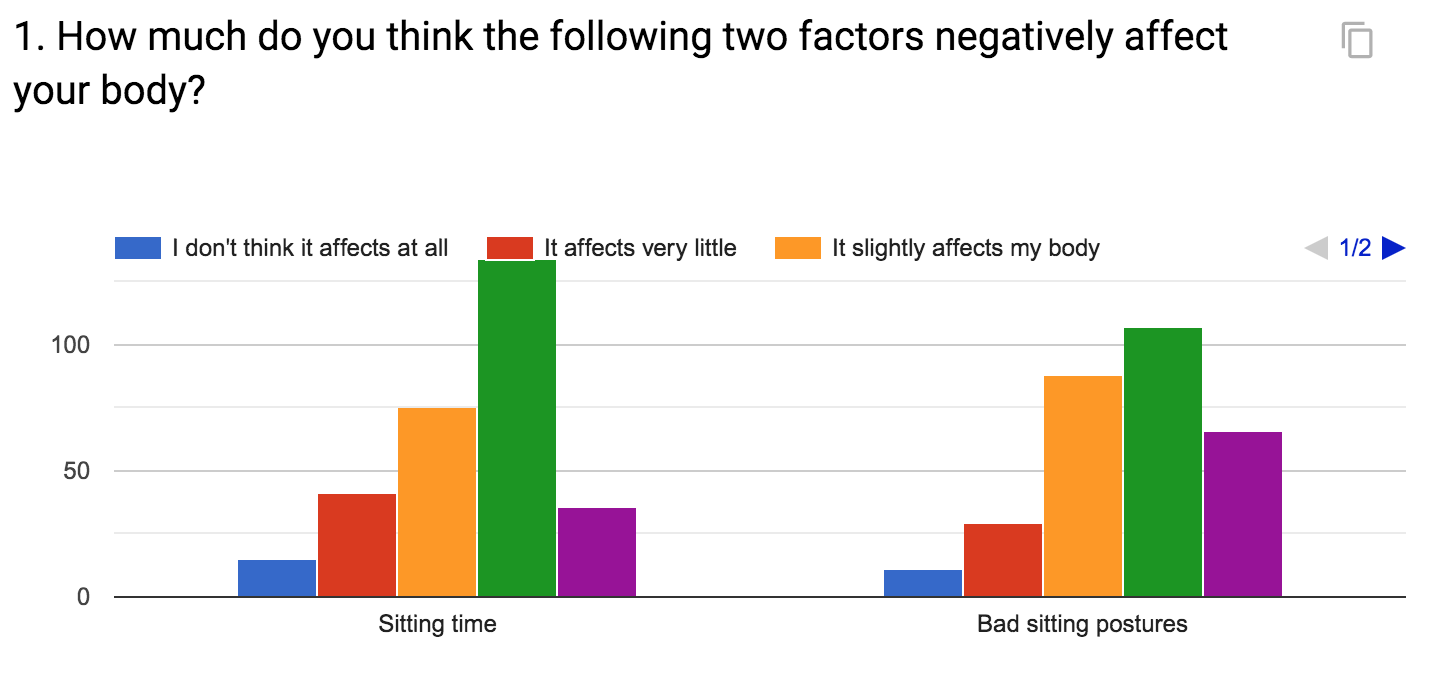 1. How much do you think the following two factors negatively affect
your body?
I don't think it affects at all It affects very little It slightly affects my body 1/2
100
50
0
Sitting time Bad sitting postures